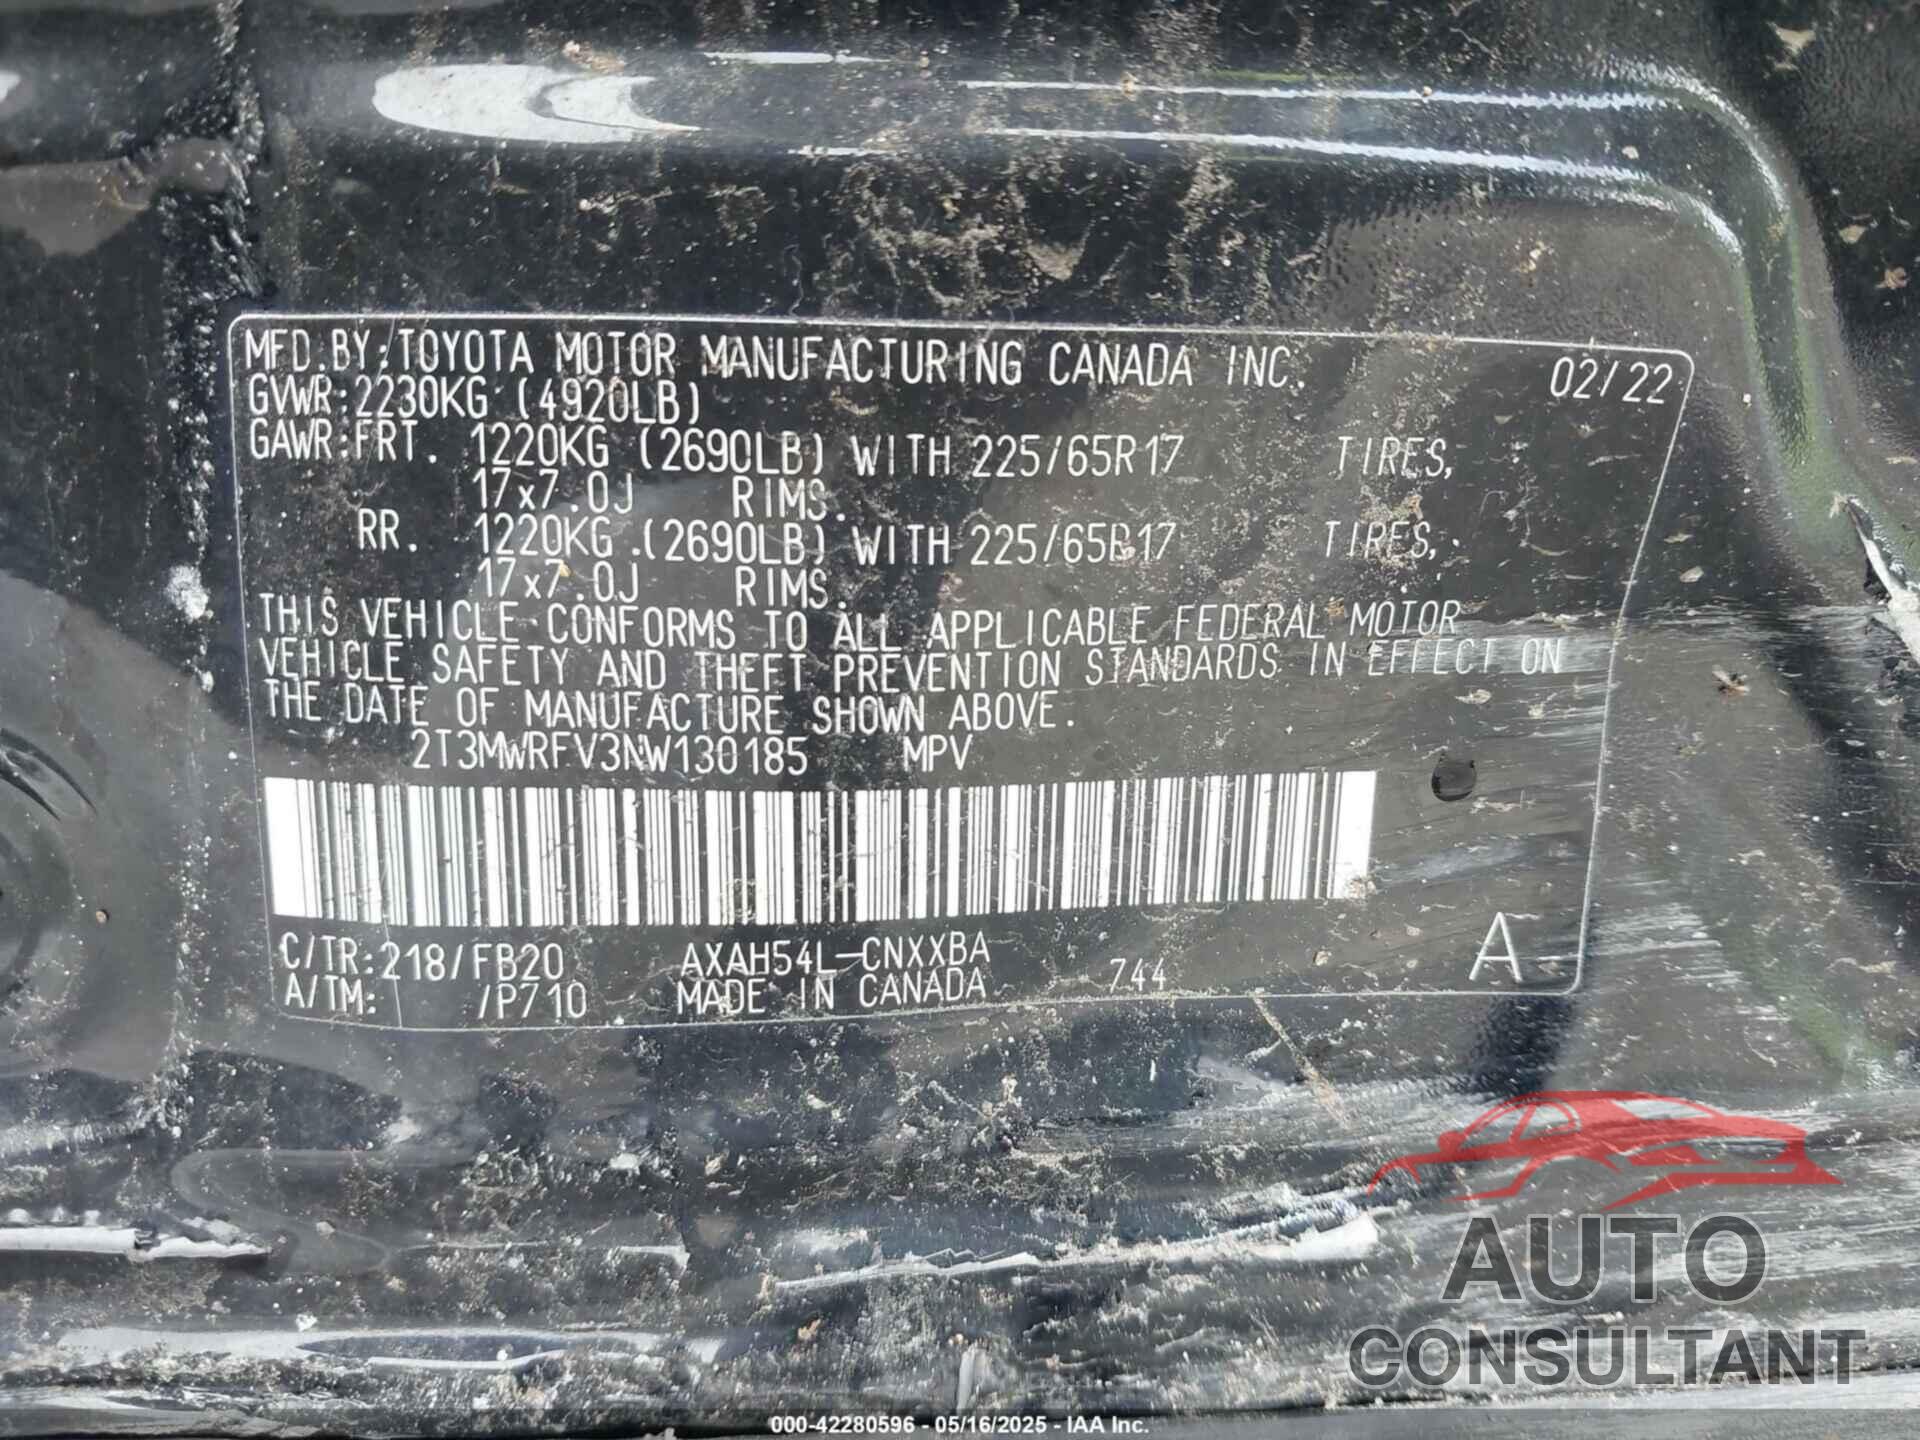 MFD.BY:TOYOTA MOTOR MANUFACTURING CANADA INC. 02/22
GVWR:2230KG (4920LB)
GAWR:FRT. 1220KG (2690LB) WITH 225/65R17 TIRES,
17x7.0J RIMS.
RR. 1220KG (2690LB) WITH 225/65R17 TIRES,
17x7.0J RIMS.
THIS VEHICLE CONFORMS TO ALL APPLICABLE FEDERAL MOTOR
VEHICLE SAFETY AND THEFT PREVENTION STANDARDS IN EFFECT ON
THE DATE OF MANUFACTURE SHOWN ABOVE.
2T3MWRFV3NW130185 MPV
C/TR:218/FB20 AXAH54L-CNXXBA 744 A
A/TM: /P710 MADE IN CANADA
AUTO
CONSULTANT
000-42280596 - 05/16/2025 - IAA Inc.